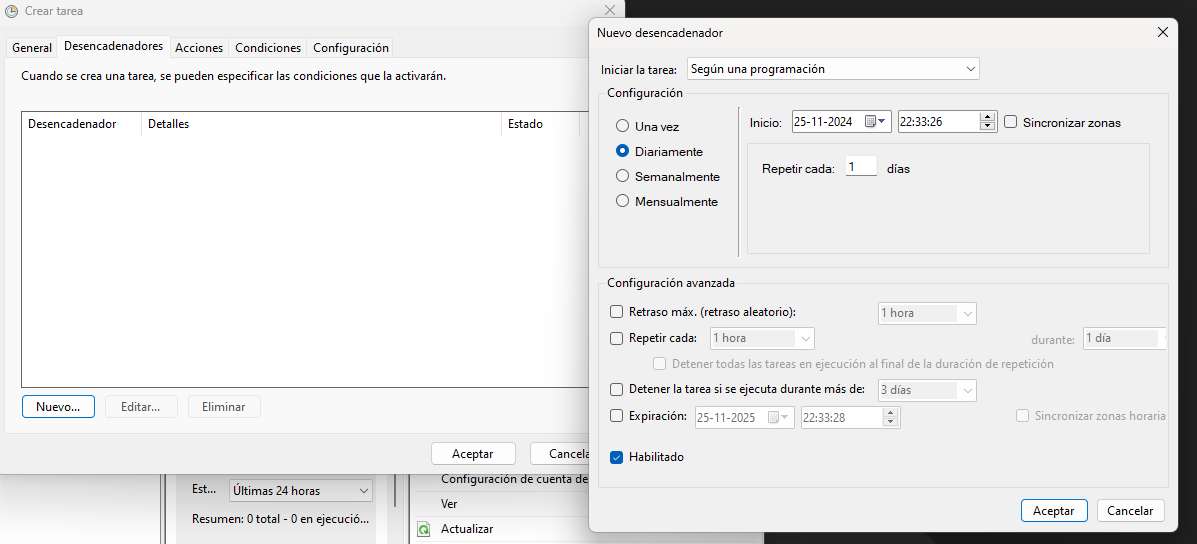 Crear tarea
General
Desencadenadores
Acciones
Condiciones
Configuración
Cuando se crea una tarea, se pueden especificar las condiciones que la activarán.
Desencadenador
Detalles
Estado
Nuevo...
Editar...
Eliminar
Aceptar
Cancela
Est...
Últimas 24 horas
Resumen: 0 total - 0 en ejecució...
Configuración de cuenta de
Ver
Actualizar
Nuevo desencadenador
Iniciar la tarea: Según una programación
Configuración
Una vez
Diariamente
Semanalmente
Mensualmente
Inicio: 25-11-2024 22:33:26 Sincronizar zonas
Repetir cada: 1 días
Configuración avanzada
Retraso máx. (retraso aleatorio): 1 hora
Repetir cada: 1 hora durante: 1 día
Detener todas las tareas en ejecución al final de la duración de repetición
Detener la tarea si se ejecuta durante más de: 3 días
Expiración: 25-11-2025 22:33:28 Sincronizar zonas horaria
Habilitado
Aceptar
Cancelar